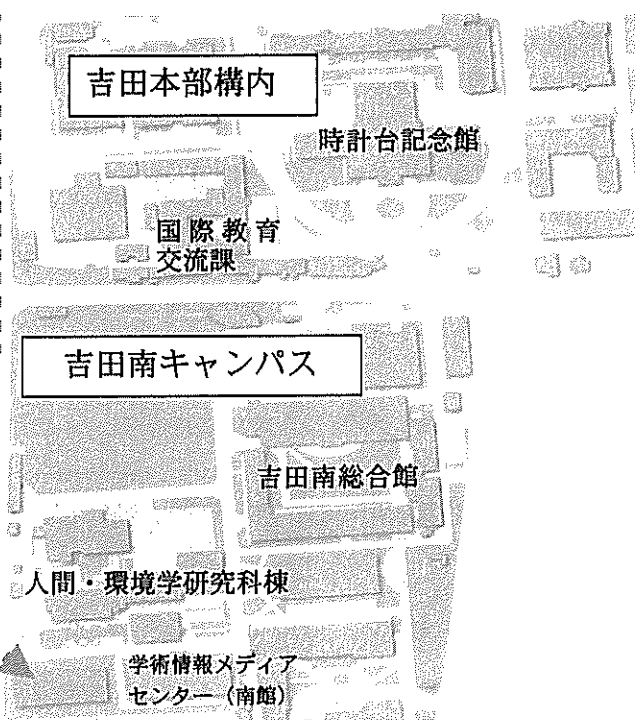 吉田本部構内
時計台記念館
国際教育
交流課
吉田南キャンパス
吉田南総合館
人間・環境学研究科棟
学術情報メディア
センター（南館）